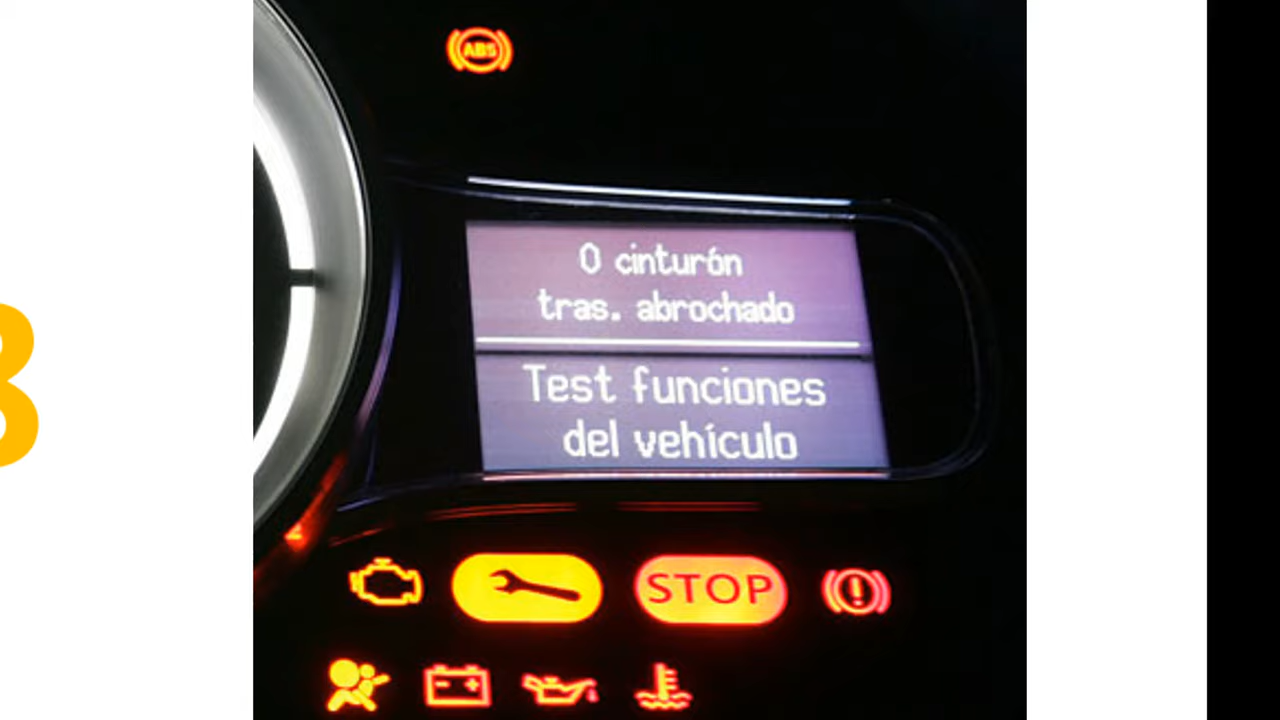 ABS
0 cinturón
tras. abrochado
Test funciones
del vehículo
STOP